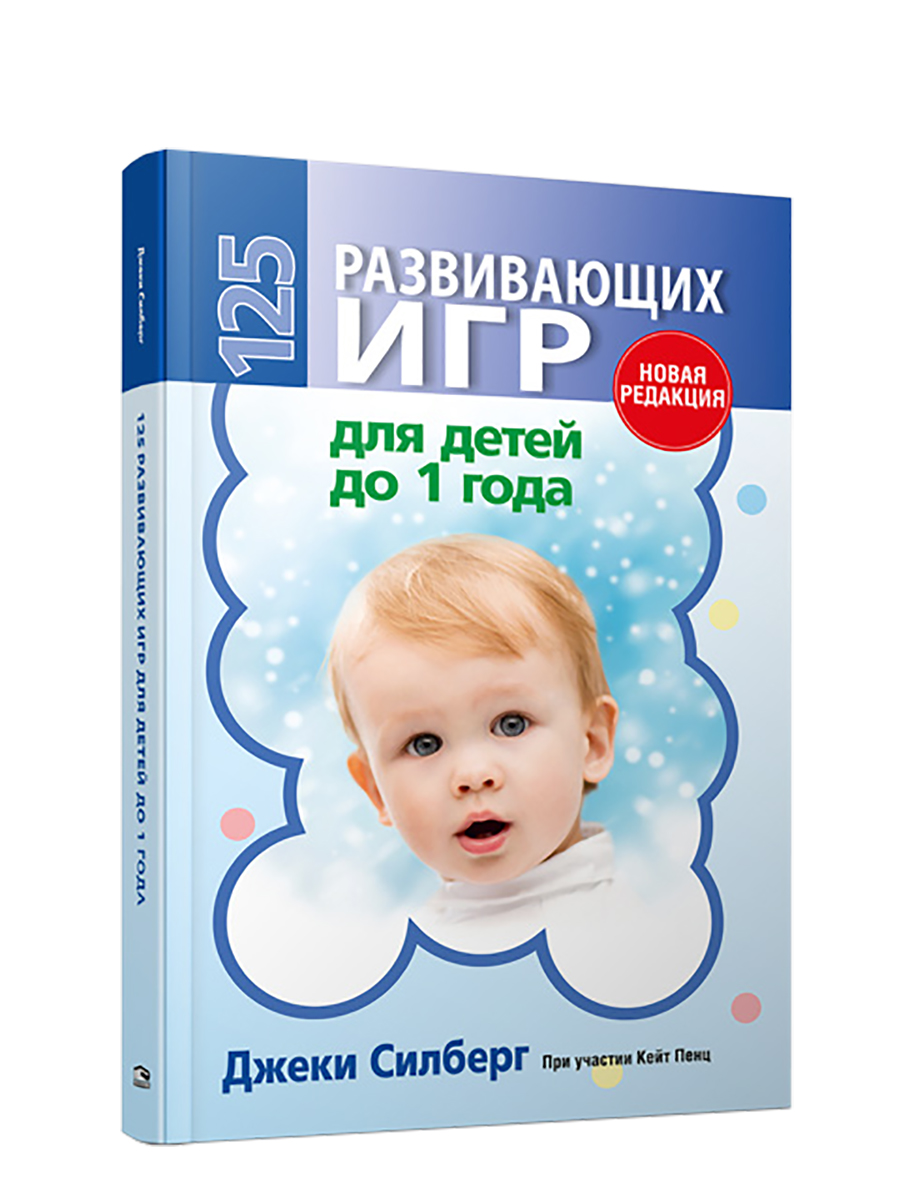 125
РАЗВИВАЮЩИХ
ИГР
НОВАЯ
РЕДАКЦИЯ
для детей
до 1 года
Джеки Силберг
При участии Кейт Пенц
Джеки Силберг
125 РАЗВИВАЮЩИХ ИГР ДЛЯ ДЕТЕЙ ДО 1 ГОДА